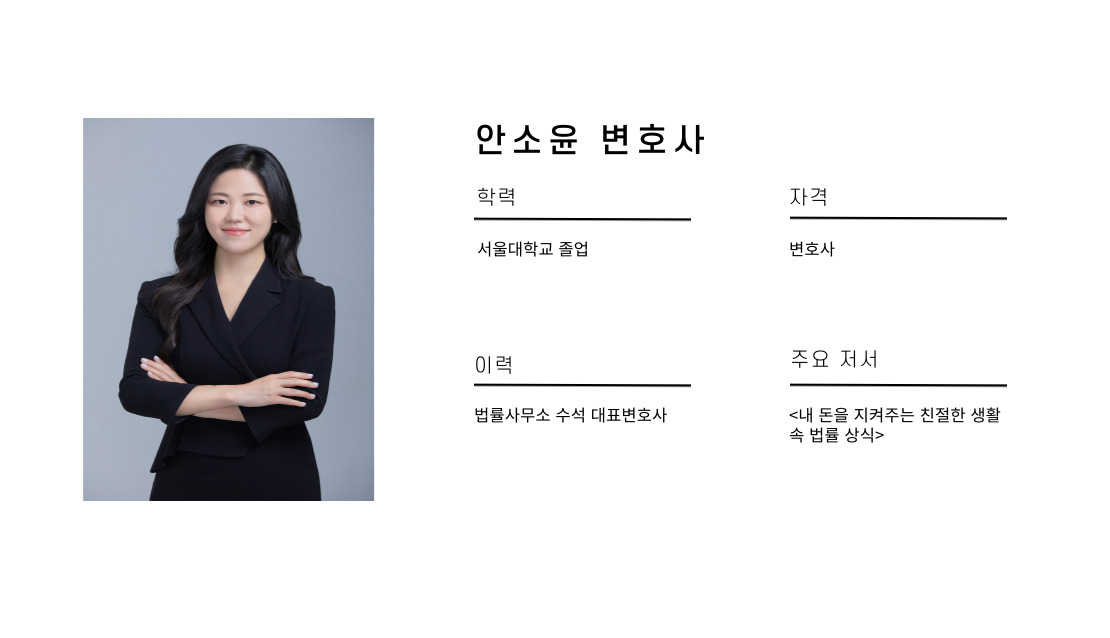 안소윤 변호사
학력
서울대학교 졸업
자격
변호사
이력
법률사무소 수석 대표변호사
주요 저서
<내 돈을 지켜주는 친절한 생활
속 법률 상식>